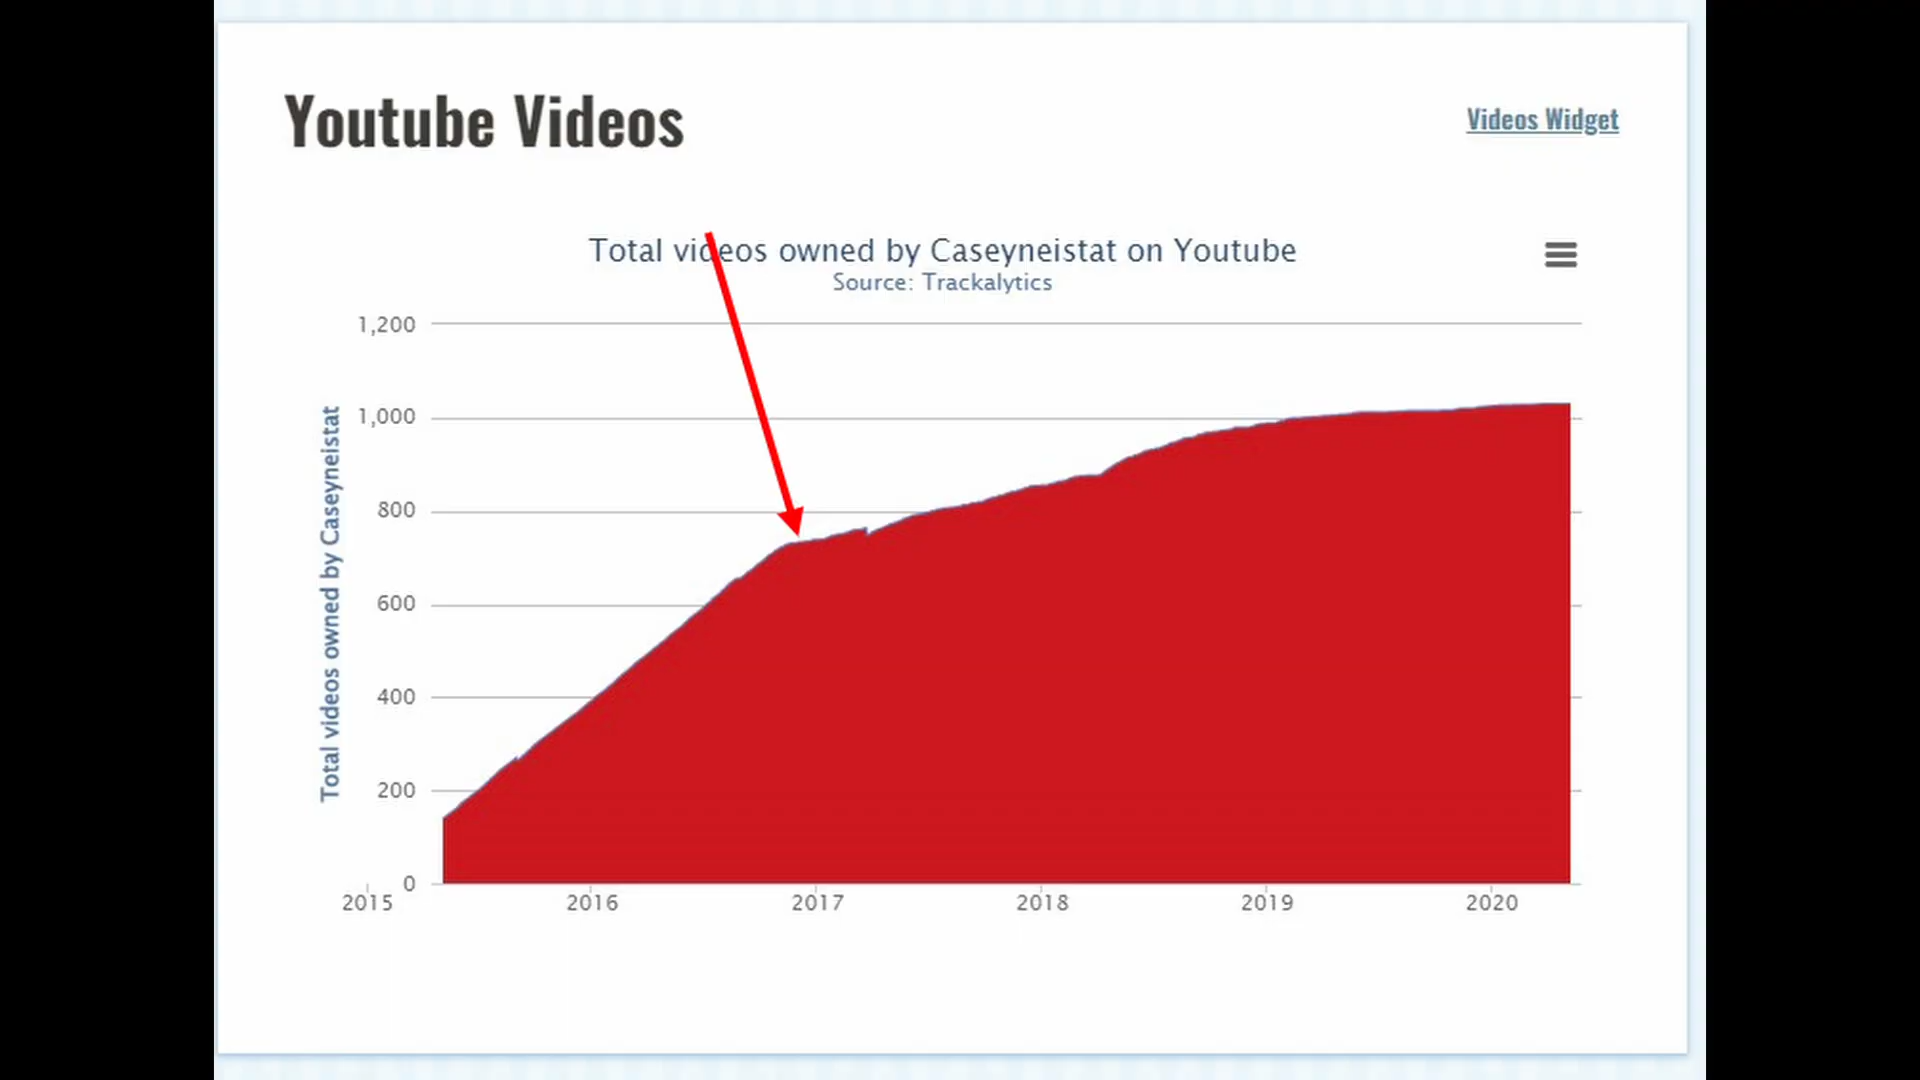 Youtube Videos
Videos Widget
Total videos owned by Caseyneistat on Youtube
Source: Trackalytics
Total videos owned by Caseyneistat
1,200
1,000
800
600
400
200
0
2015 2016 2017 2018 2019 2020